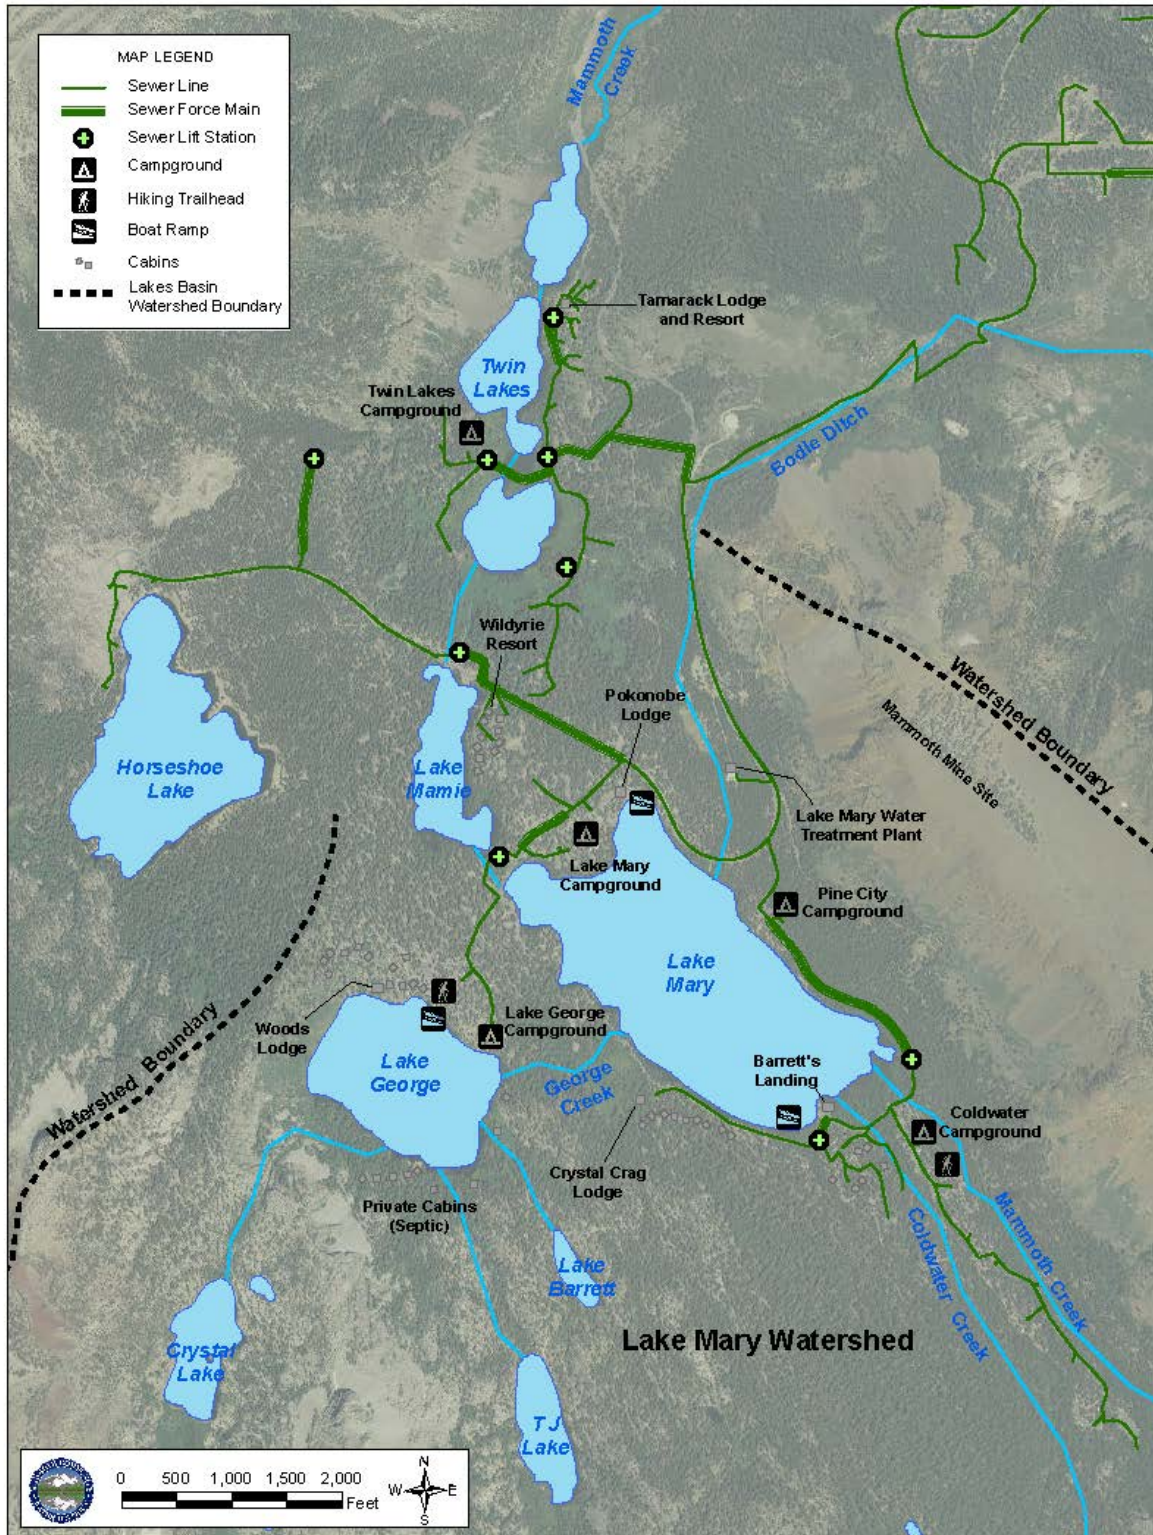 MAP LEGEND
Sewer Line
Sewer Force Main
Sewer Lift Station
Campground
Hiking Trailhead
Boat Ramp
Cabins
Lakes Basin
Watershed Boundary
Mammoth
Creek
Tamarack Lodge
and Resort
Twin
Lakes
Twin Lakes
Campground
Bodie Ditch
Wildyrie
Resort
Pokonobe
Lodge
Watershed Boundary
Mammoth Mine Site
Horseshoe
Lake
Lake
Mamie
Lake Mary Water
Treatment Plant
Lake Mary
Campground
Pine City
Campground
Lake
Mary
Woods
Lodge
Lake George
Campground
Watershed Boundary
Lake
George
George
Creek
Barrett's
Landing
Coldwater
Campground
Crystal Crag
Lodge
Private Cabins
(Septic)
Mammoth Creek
Coldwater Creek
Lake
Barrett
Lake Mary Watershed
Crystal
Lake
T J
Lake
0 500 1,000 1,500 2,000
Feet
N
W E
S